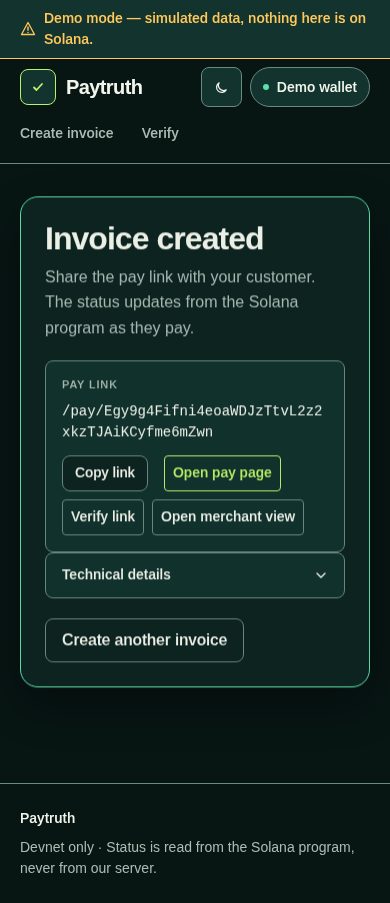 Demo mode — simulated data, nothing here is on
Solana.
Paytruth
Demo wallet
Create invoice
Verify
Invoice created
Share the pay link with your customer.
The status updates from the Solana
program as they pay.
PAY LINK
/pay/Egy9g4Fifni4eoaWDJzTtvL2z2
xkzTJAiKCyfme6mZwn
Copy link
Open pay page
Verify link
Open merchant view
Technical details
Create another invoice
Paytruth
Devnet only · Status is read from the Solana program,
never from our server.